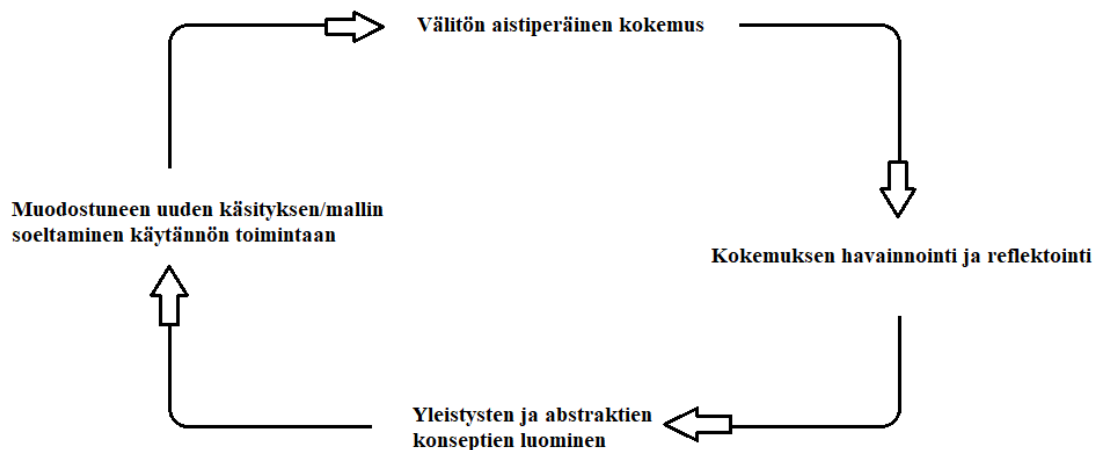 Välitön aistiperäinen kokemus
Muodostuneen uuden käsityksen/mallin
soeltaminen käytännön toimintaan
Kokemuksen havainnointi ja reflektointi
Yleistysten ja abstraktien
konseptien luominen